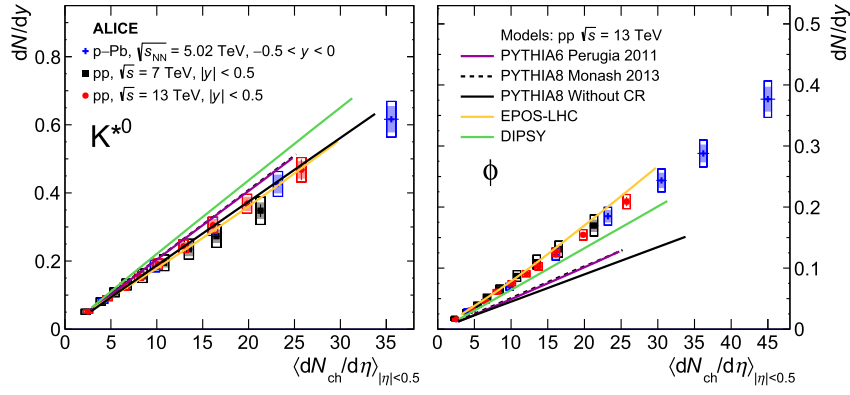 dN/dy
0.8
0.6
0.4
0.2
0
ALICE
p–Pb, √sNN = 5.02 TeV, −0.5 < y < 0
pp, √s = 7 TeV, |y| < 0.5
pp, √s = 13 TeV, |y| < 0.5
K*0
0 5 10 15 20 25 30 35
⟨dNch/dη⟩|η|<0.5
Models: pp √s = 13 TeV
PYTHIA6 Perugia 2011
PYTHIA8 Monash 2013
PYTHIA8 Without CR
EPOS-LHC
DIPSY
ϕ
dN/dy
0.5
0.4
0.3
0.2
0.1
0
0 5 10 15 20 25 30 35 40 45
⟨dNch/dη⟩|η|<0.5